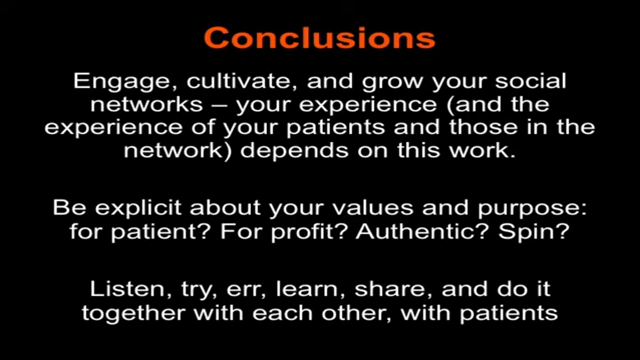 Conclusions
Engage, cultivate, and grow your social
networks – your experience (and the
experience of your patients and those in the
network) depends on this work.
Be explicit about your values and purpose:
for patient? For profit? Authentic? Spin?
Listen, try, err, learn, share, and do it
together with each other, with patients